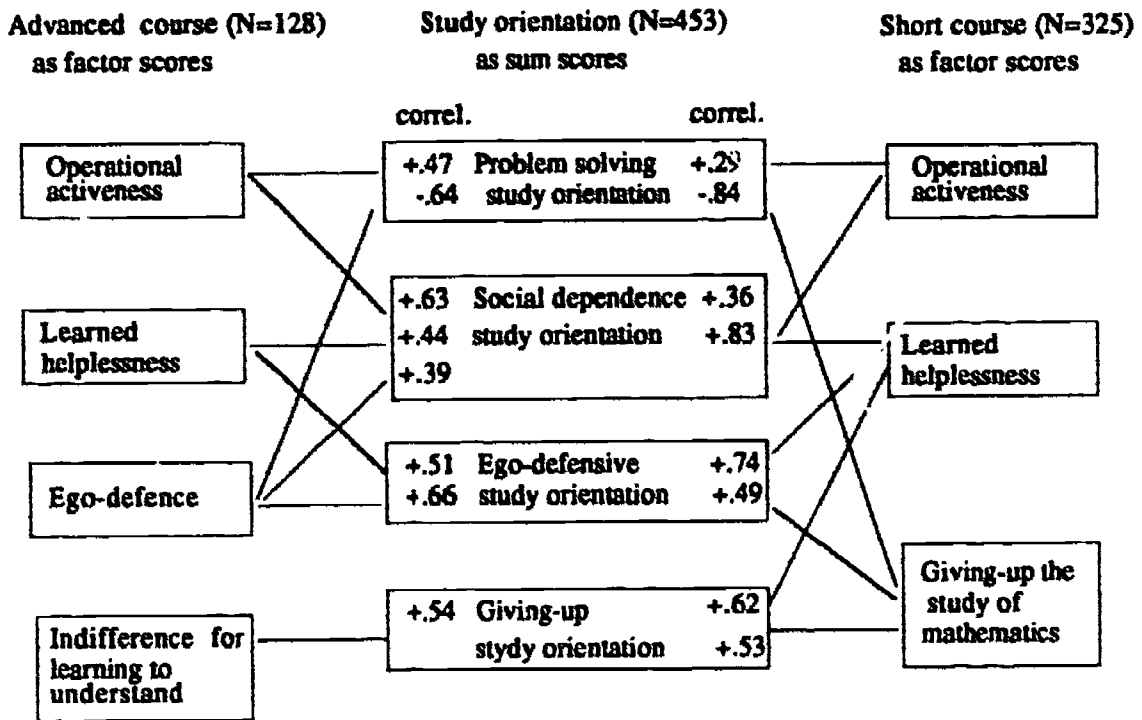 Advanced course (N=128)
as factor scores
Study orientation (N=453)
as sum scores
Short course (N=325)
as factor scores
correl.
correl.
Operational
activeness
Learned
helplessness
Ego-defence
Indifference for
learning to
understand
+.47 Problem solving +.29
-.64 study orientation -.84
+.63 Social dependence +.36
+.44 study orientation +.83
+.39
+.51 Ego-defensive +.74
+.66 study orientation +.49
+.54 Giving-up +.62
stydy orientation +.53
Operational
activeness
Learned
helplessness
Giving-up the
study of
mathematics